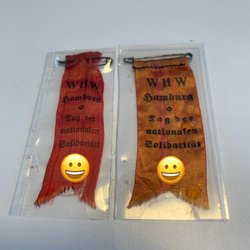 WHW
Hamburg
Tag der
nationalen
Solidarität
WHW
Hamburg
Tag der
nationalen
Solidarität